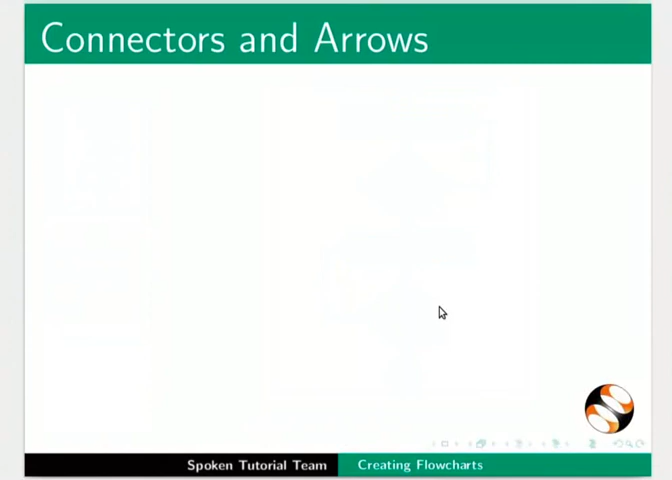 Connectors and Arrows
Spoken Tutorial Team
Creating Flowcharts